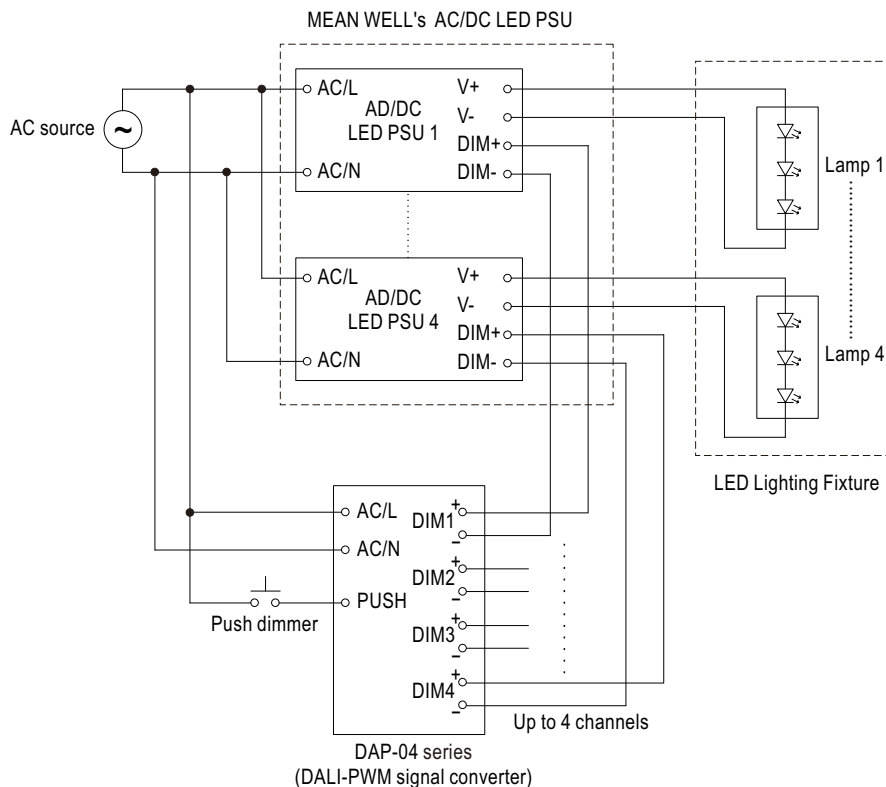 MEAN WELL's AC/DC LED PSU
AC source
~
AC/L
AD/DC
LED PSU 1
AC/N
V+
V-
DIM+
DIM-
Lamp 1
AC/L
AD/DC
LED PSU 4
AC/N
V+
V-
DIM+
DIM-
Lamp 4
LED Lighting Fixture
AC/L
AC/N
PUSH
Push dimmer
+
DIM1
-
+
DIM2
-
+
DIM3
-
+
DIM4
-
Up to 4 channels
DAP-04 series
(DALI-PWM signal converter)